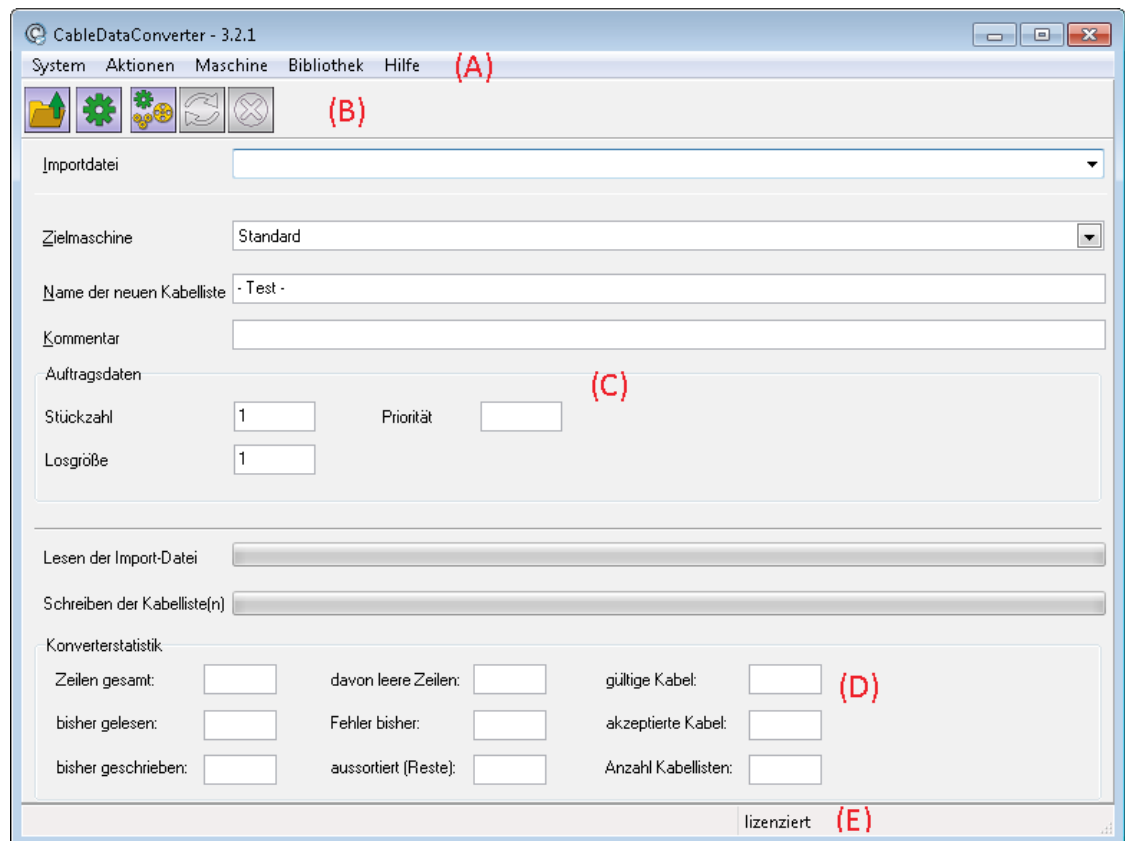 CableDataConverter - 3.2.1
System Aktionen Maschine Bibliothek Hilfe (A)
(B)
Importdatei
Zielmaschine Standard
Name der neuen Kabelliste - Test -
Kommentar
Auftragsdaten
(C)
Stückzahl 1 Priorität
Losgröße 1
Lesen der Import-Datei
Schreiben der Kabelliste(n)
Konverterstatistik
Zeilen gesamt: davon leere Zeilen: gültige Kabel: (D)
bisher gelesen: Fehler bisher: akzeptierte Kabel:
bisher geschrieben: aussortiert (Reste): Anzahl Kabellisten:
lizenziert (E)